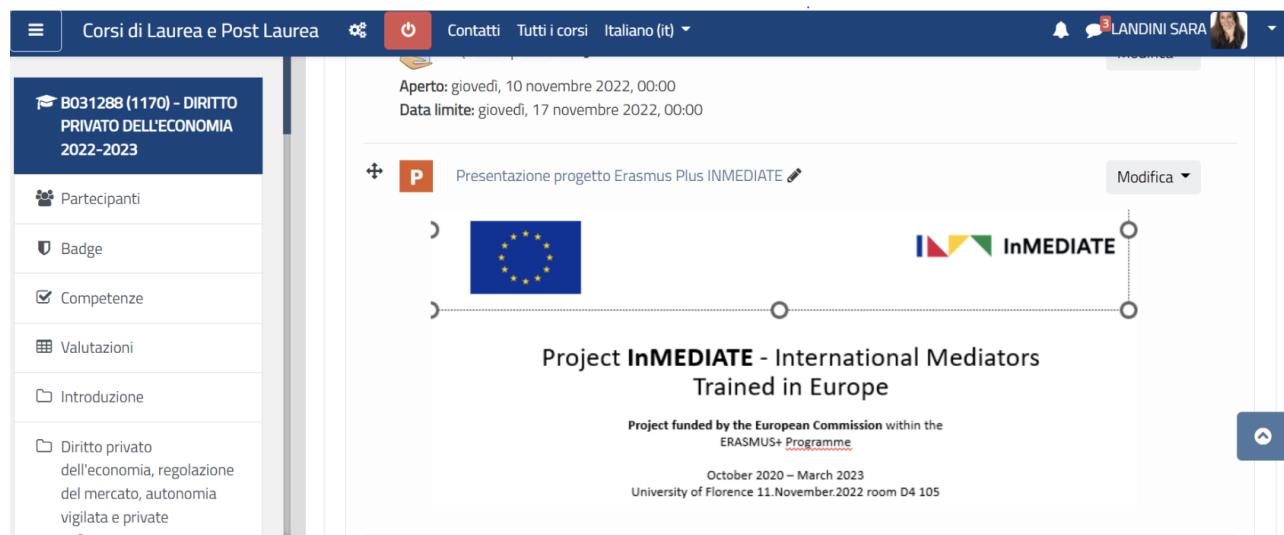 Corsi di Laurea e Post Laurea
Contatti Tutti i corsi Italiano (it)
3
LANDINI SARA
B031288 (1170) - DIRITTO
PRIVATO DELL'ECONOMIA
2022-2023
Partecipanti
Badge
Competenze
Valutazioni
Introduzione
Diritto privato
dell'economia, regolazione
del mercato, autonomia
vigilata e private
Aperto: giovedì, 10 novembre 2022, 00:00
Data limite: giovedì, 17 novembre 2022, 00:00
P
Presentazione progetto Erasmus Plus INMEDIATE
Modifica
InMEDIATE
Project InMEDIATE - International Mediators
Trained in Europe
Project funded by the European Commission within the
ERASMUS+ Programme
October 2020 – March 2023
University of Florence 11.November.2022 room D4 105